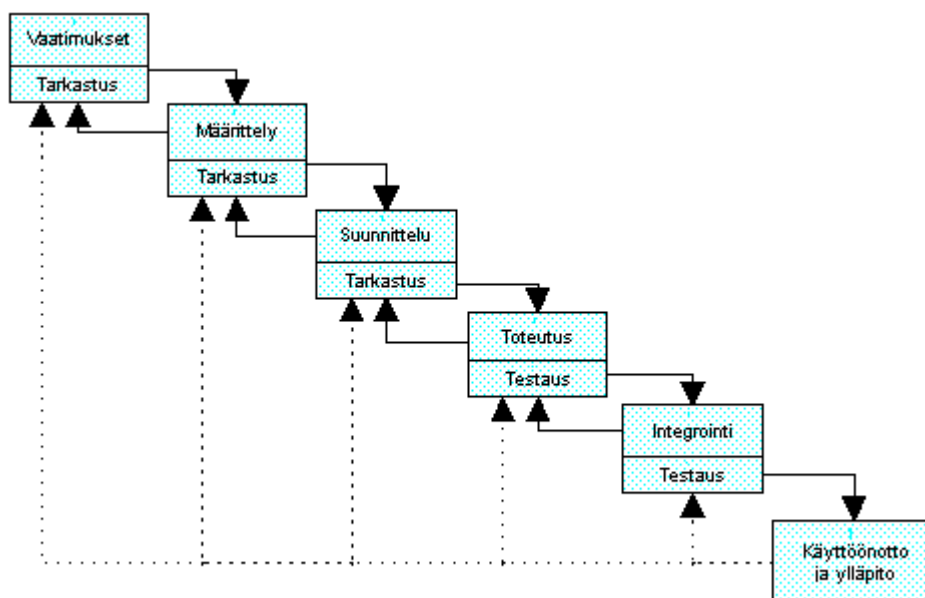 Vaatimukset
Tarkastus
Määrittely
Tarkastus
Suunnittelu
Tarkastus
Toteutus
Testaus
Integrointi
Testaus
Käyttöönotto
ja ylläpito